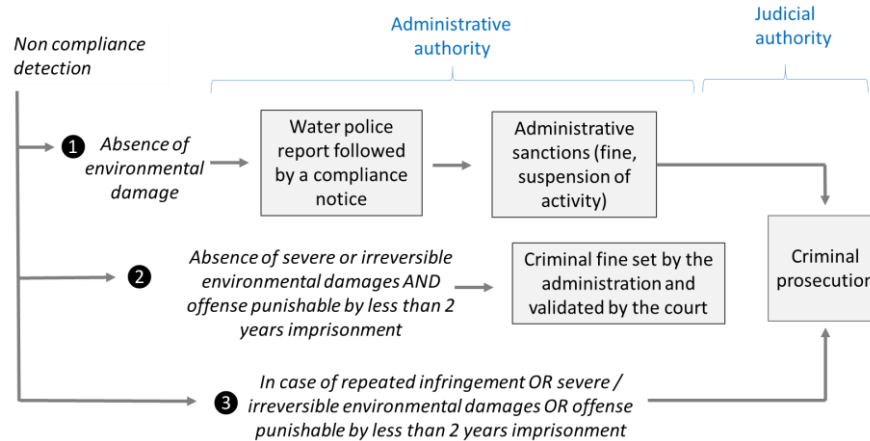 Administrative
authority
Judicial
authority
Non compliance
detection
1
Absence of
environmental
damage
Water police
report followed
by a compliance
notice
Administrative
sanctions (fine,
suspension of
activity)
2
Absence of severe or irreversible
environmental damages AND
offense punishable by less than 2
years imprisonment
Criminal fine set by the
administration and
validated by the court
Criminal
prosecution
3
In case of repeated infringement OR severe /
irreversible environmental damages OR offense
punishable by less than 2 years imprisonment